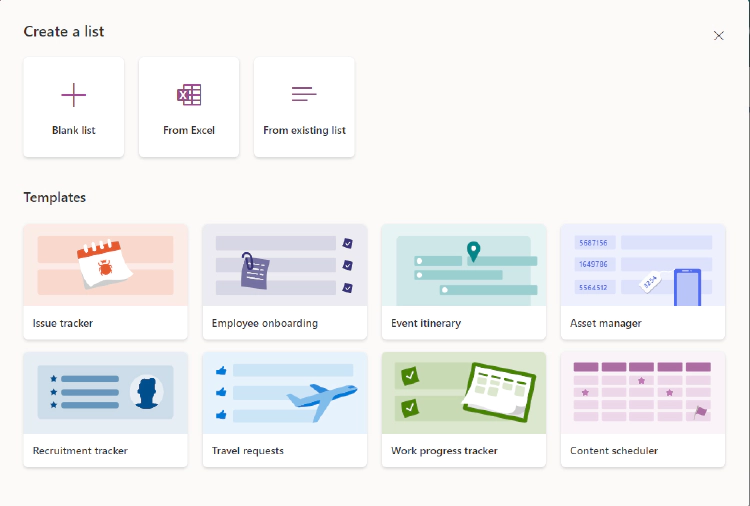 Create a list
Blank list
From Excel
From existing list
Templates
5687156
1649786
5564512
3254
Issue tracker
Employee onboarding
Event itinerary
Asset manager
Recruitment tracker
Travel requests
Work progress tracker
Content scheduler